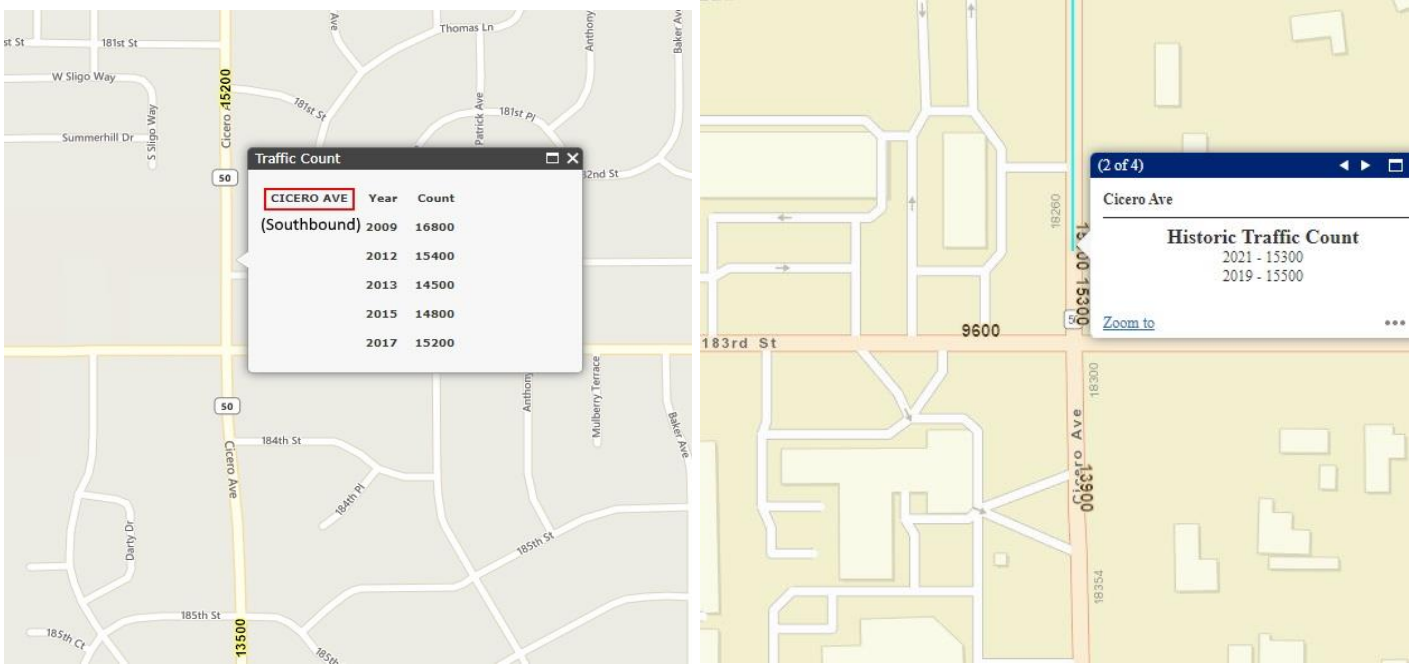 st St
181st St
Ave
Thomas Ln
Anthony
Baker Av
W Sligo Way
S Sligo Way
15200
181st St
181st Pl
Patrick Ave
Summerhill Dr
50
Traffic Count
2nd St
CICERO AVE Year Count
(Southbound) 2009 16800
2012 15400
2013 14500
2015 14800
2017 15200
50
Cicero Ave
184th St
184th Pl
Anthony
Mulberry Terrace
Baker Ave
Darty Dr
185th St
185th St
185th Ct
13500
185th
18260
(2 of 4)
Cicero Ave
Historic Traffic Count
2021 - 15300
2019 - 15500
Zoom to
15300
9600
183rd St
18300
Cicero Ave
13900
18354